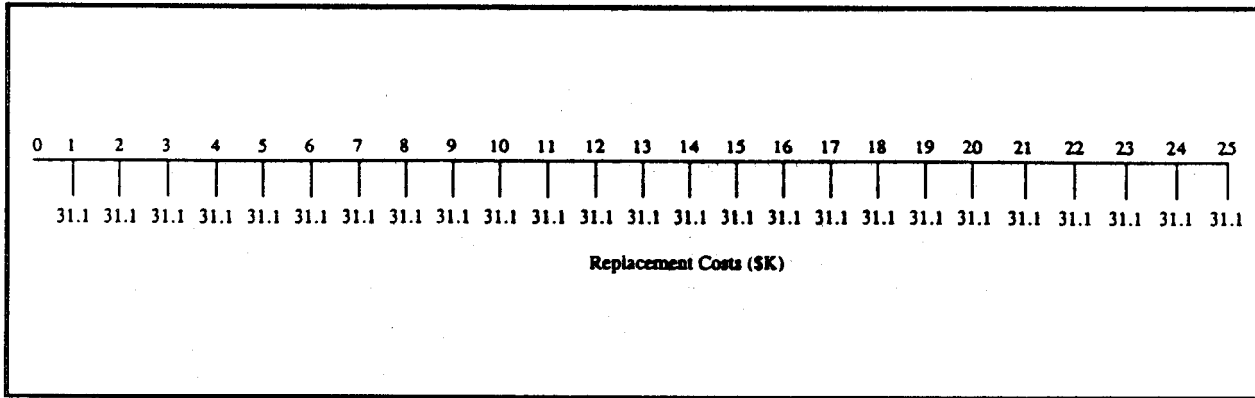 0 1 2 3 4 5 6 7 8 9 10 11 12 13 14 15 16 17 18 19 20 21 22 23 24 25
31.1 31.1 31.1 31.1 31.1 31.1 31.1 31.1 31.1 31.1 31.1 31.1 31.1 31.1 31.1 31.1 31.1 31.1 31.1 31.1 31.1 31.1 31.1 31.1 31.1
Replacement Costs ($K)